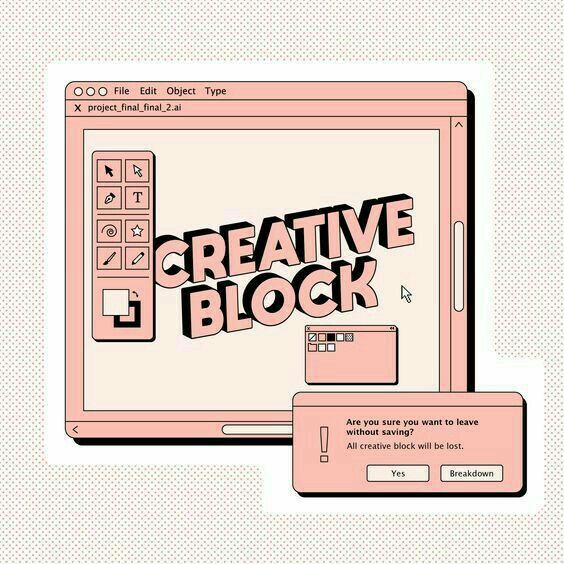 File Edit Object Type
X project_final_final_2.ai
T
CREATIVE
BLOCK
Are you sure you want to leave
without saving?
All creative block will be lost.
Yes Breakdown